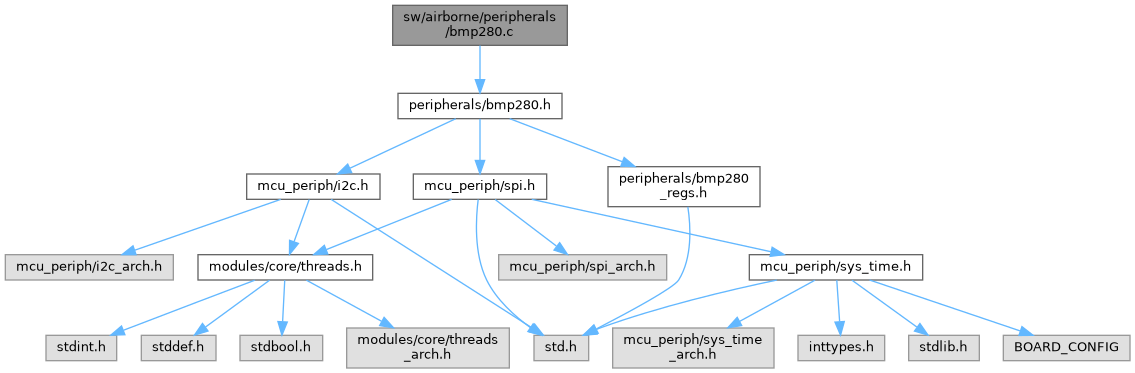 sw/airborne/peripherals
/bmp280.c
peripherals/bmp280.h
mcu_periph/i2c.h
mcu_periph/spi.h
peripherals/bmp280
_regs.h
mcu_periph/i2c_arch.h
modules/core/threads.h
mcu_periph/spi_arch.h
mcu_periph/sys_time.h
stdint.h
stddef.h
stdbool.h
modules/core/threads
_arch.h
std.h
mcu_periph/sys_time
_arch.h
inttypes.h
stdlib.h
BOARD_CONFIG